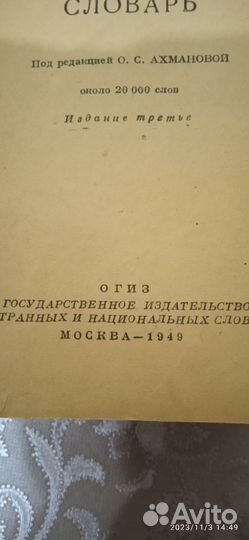 СЛОВАРЬ
Под редакцией О. С. АХМАНОВОЙ
около 20 000 слов
Издание третье
ОГИЗ
ГОСУДАРСТВЕННОЕ ИЗДАТЕЛЬСТВО
ТРАННЫХ И НАЦИОНАЛЬНЫХ СЛОВ
МОСКВА—1949
Avito
2023/11/3 14:49